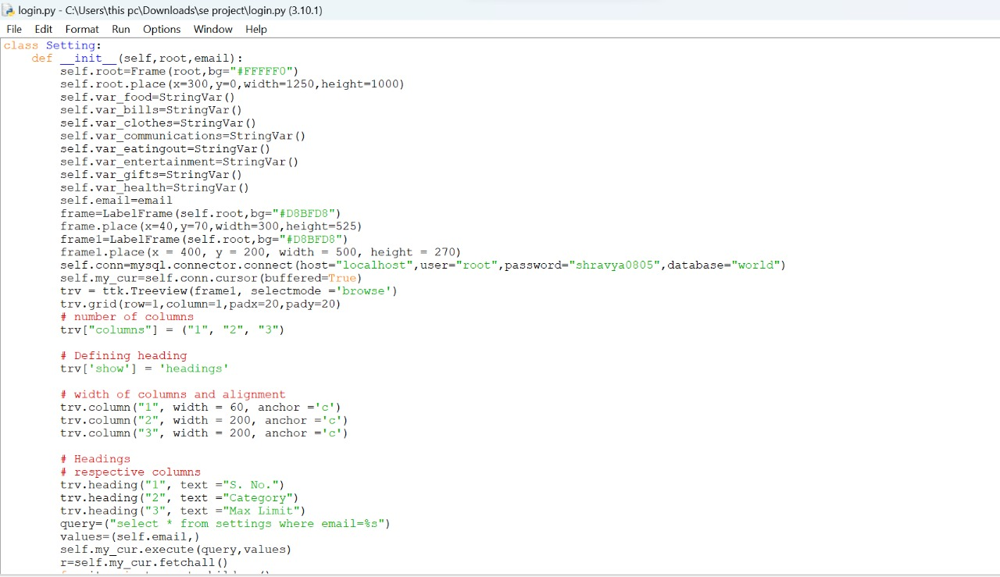 login.py - C:\Users\this pc\Downloads\se project\login.py (3.10.1)
File Edit Format Run Options Window Help
class Setting:
    def __init__(self,root,email):
        self.root=Frame(root,bg="#FFFFF0")
        self.root.place(x=300,y=0,width=1250,height=1000)
        self.var_food=StringVar()
        self.var_bills=StringVar()
        self.var_clothes=StringVar()
        self.var_communications=StringVar()
        self.var_eatingout=StringVar()
        self.var_entertainment=StringVar()
        self.var_gifts=StringVar()
        self.var_health=StringVar()
        self.email=email
        frame=LabelFrame(self.root,bg="#D8BFD8")
        frame.place(x=40,y=70,width=300,height=525)
        frame1=LabelFrame(self.root,bg="#D8BFD8")
        frame1.place(x = 400, y = 200, width = 500, height = 270)
        self.conn=mysql.connector.connect(host="localhost",user="root",password="shravya0805",database="world")
        self.my_cur=self.conn.cursor(buffered=True)
        trv = ttk.Treeview(frame1, selectmode ='browse')
        trv.grid(row=1,column=1,padx=20,pady=20)
        # number of columns
        trv["columns"] = ("1", "2", "3")
        # Defining heading
        trv['show'] = 'headings'
        # width of columns and alignment
        trv.column("1", width = 60, anchor ='c')
        trv.column("2", width = 200, anchor ='c')
        trv.column("3", width = 200, anchor ='c')
        # Headings
        # respective columns
        trv.heading("1", text ="S. No.")
        trv.heading("2", text ="Category")
        trv.heading("3", text ="Max Limit")
        query=("select * from settings where email=%s")
        values=(self.email,)
        self.my_cur.execute(query,values)
        r=self.my_cur.fetchall()